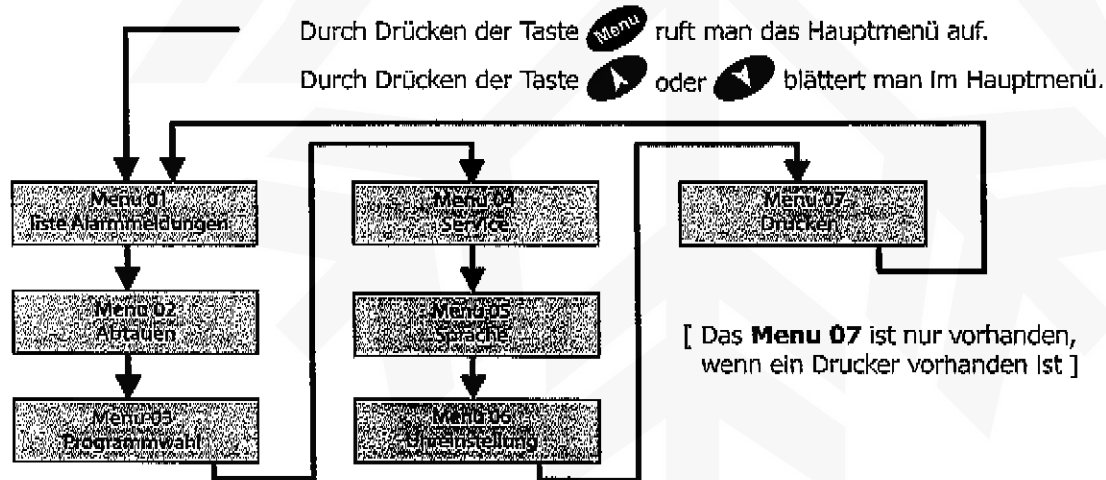 Durch Drücken der Taste Menu ruft man das Hauptmenü auf.
Durch Drücken der Taste oder blättert man im Hauptmenü.
Menu 01
liste Alarmmeldungen
Menu 02
Abtauen
Menu 03
Programmwahl
Menu 04
Service
Menu 05
Sprache
Menu 06
Uhreinstellung
Menu 07
Drucken
[ Das Menu 07 ist nur vorhanden,
wenn ein Drucker vorhanden ist ]